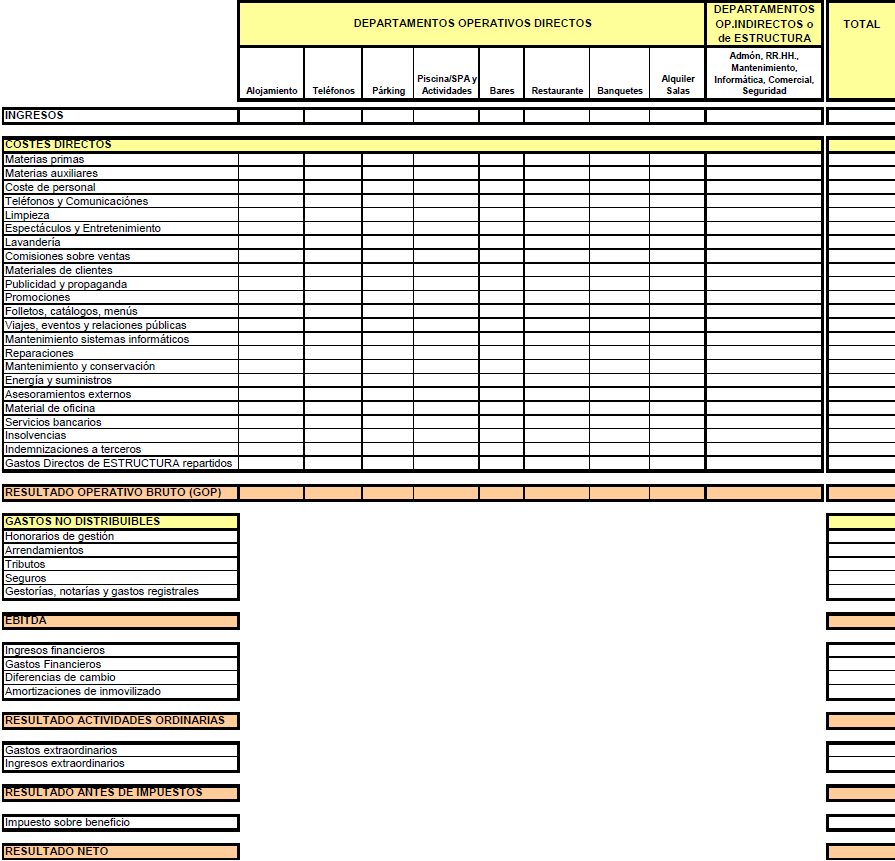 DEPARTAMENTOS OPERATIVOS DIRECTOS
DEPARTAMENTOS
OP.INDIRECTOS o
de ESTRUCTURA
TOTAL
Alojamiento
Teléfonos
Párking
Piscina/SPA y
Actividades
Bares
Restaurante
Banquetes
Alquiler
Salas
Admón, RR.HH.,
Mantenimiento,
Informática, Comercial,
Seguridad
INGRESOS
COSTES DIRECTOS
Materias primas
Materias auxiliares
Coste de personal
Teléfonos y Comunicaciónes
Limpieza
Espectáculos y Entretenimiento
Lavandería
Comisiones sobre ventas
Materiales de clientes
Publicidad y propaganda
Promociones
Folletos, catálogos, menús
Viajes, eventos y relaciones públicas
Mantenimiento sistemas informáticos
Reparaciones
Mantenimiento y conservación
Energía y suministros
Asesoramientos externos
Material de oficina
Servicios bancarios
Insolvencias
Indemnizaciones a terceros
Gastos Directos de ESTRUCTURA repartidos
RESULTADO OPERATIVO BRUTO (GOP)
GASTOS NO DISTRIBUIBLES
Honorarios de gestión
Arrendamientos
Tributos
Seguros
Gestorías, notarías y gastos registrales
EBITDA
Ingresos financieros
Gastos Financieros
Diferencias de cambio
Amortizaciones de inmovilizado
RESULTADO ACTIVIDADES ORDINARIAS
Gastos extraordinarios
Ingresos extraordinarios
RESULTADO ANTES DE IMPUESTOS
Impuesto sobre beneficio
RESULTADO NETO